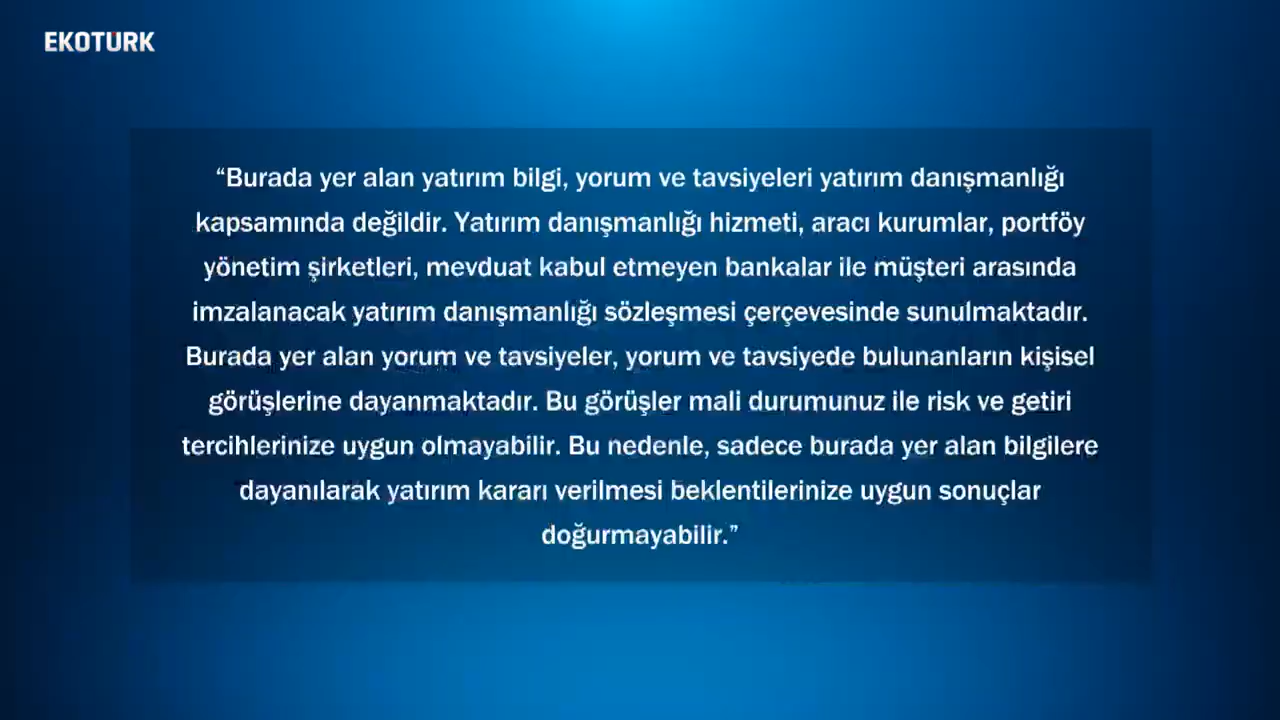 EKOTÜRK
“Burada yer alan yatırım bilgi, yorum ve tavsiyeleri yatırım danışmanlığı
kapsamında değildir. Yatırım danışmanlığı hizmeti, aracı kurumlar, portföy
yönetim şirketleri, mevduat kabul etmeyen bankalar ile müşteri arasında
imzalanacak yatırım danışmanlığı sözleşmesi çerçevesinde sunulmaktadır.
Burada yer alan yorum ve tavsiyeler, yorum ve tavsiyede bulunanların kişisel
görüşlerine dayanmaktadır. Bu görüşler mali durumunuz ile risk ve getiri
tercihlerinize uygun olmayabilir. Bu nedenle, sadece burada yer alan bilgilere
dayanılarak yatırım kararı verilmesi beklentilerinize uygun sonuçlar
doğurmayabilir.”